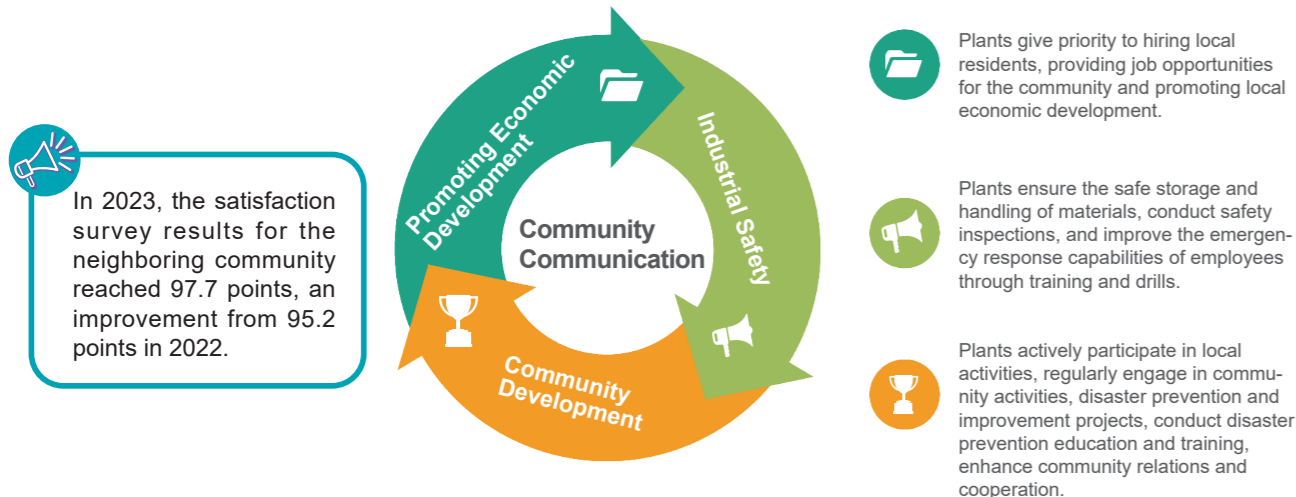 In 2023, the satisfaction
survey results for the
neighboring community
reached 97.7 points, an
improvement from 95.2
points in 2022.
Promoting Economic
Development
Industrial Safety
Community
Development
Community
Communication
Plants give priority to hiring local
residents, providing job opportunities
for the community and promoting local
economic development.
Plants ensure the safe storage and
handling of materials, conduct safety
inspections, and improve the emergen-
cy response capabilities of employees
through training and drills.
Plants actively participate in local
activities, regularly engage in commu-
nity activities, disaster prevention and
improvement projects, conduct disaster
prevention education and training,
enhance community relations and
cooperation.